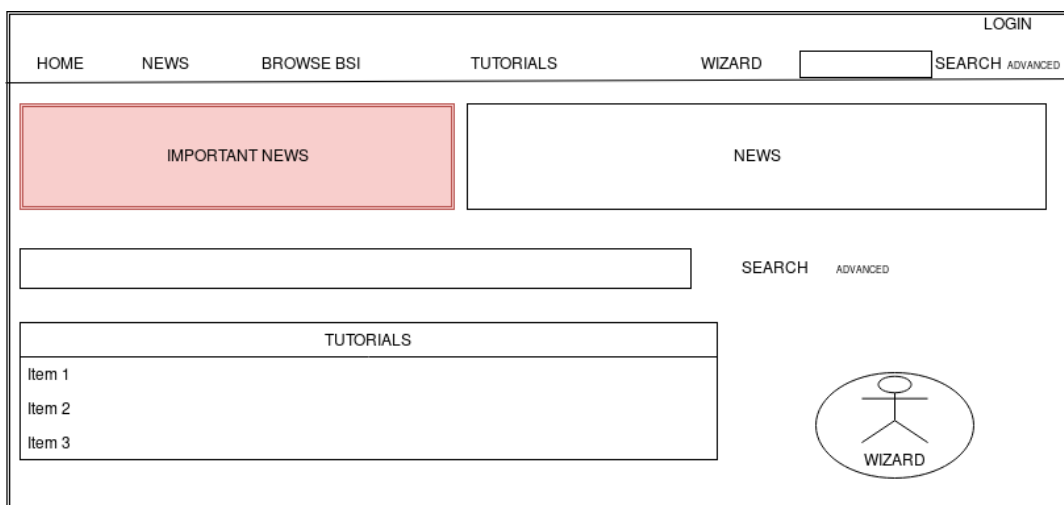 LOGIN
HOME NEWS BROWSE BSI TUTORIALS WIZARD SEARCH ADVANCED
IMPORTANT NEWS
NEWS
SEARCH ADVANCED
TUTORIALS
Item 1
Item 2
Item 3
WIZARD